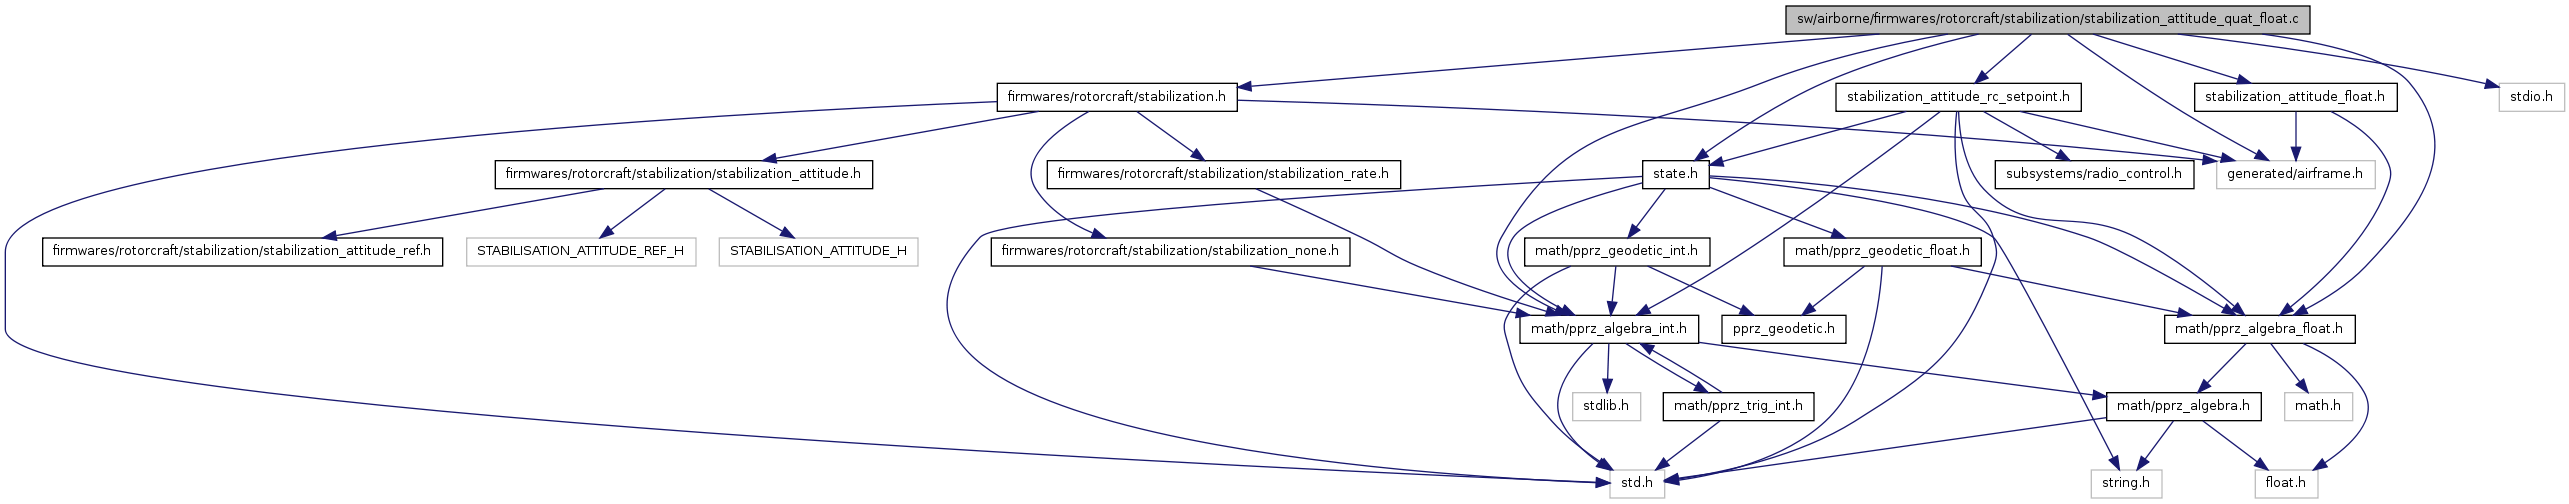 sw/airborne/firmwares/rotorcraft/stabilization/stabilization_attitude_quat_float.c
firmwares/rotorcraft/stabilization.h
stabilization_attitude_rc_setpoint.h
stabilization_attitude_float.h
stdio.h
firmwares/rotorcraft/stabilization/stabilization_attitude.h
firmwares/rotorcraft/stabilization/stabilization_rate.h
state.h
subsystems/radio_control.h
generated/airframe.h
firmwares/rotorcraft/stabilization/stabilization_attitude_ref.h
STABILISATION_ATTITUDE_REF_H
STABILISATION_ATTITUDE_H
firmwares/rotorcraft/stabilization/stabilization_none.h
math/pprz_geodetic_int.h
math/pprz_geodetic_float.h
math/pprz_algebra_int.h
pprz_geodetic.h
math/pprz_algebra_float.h
stdlib.h
math/pprz_trig_int.h
math/pprz_algebra.h
math.h
std.h
string.h
float.h